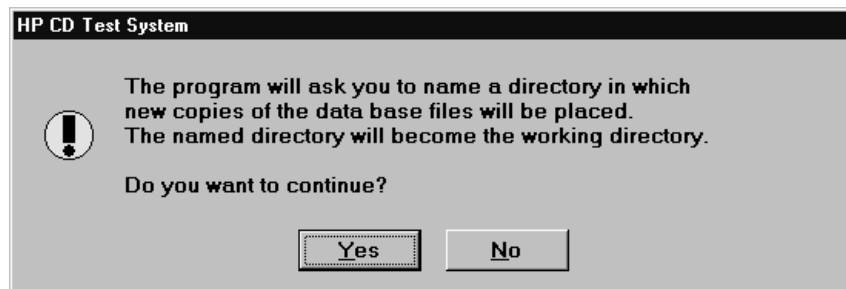 HP CD Test System
The program will ask you to name a directory in which
new copies of the data base files will be placed.
The named directory will become the working directory.
Do you want to continue?
Yes
No